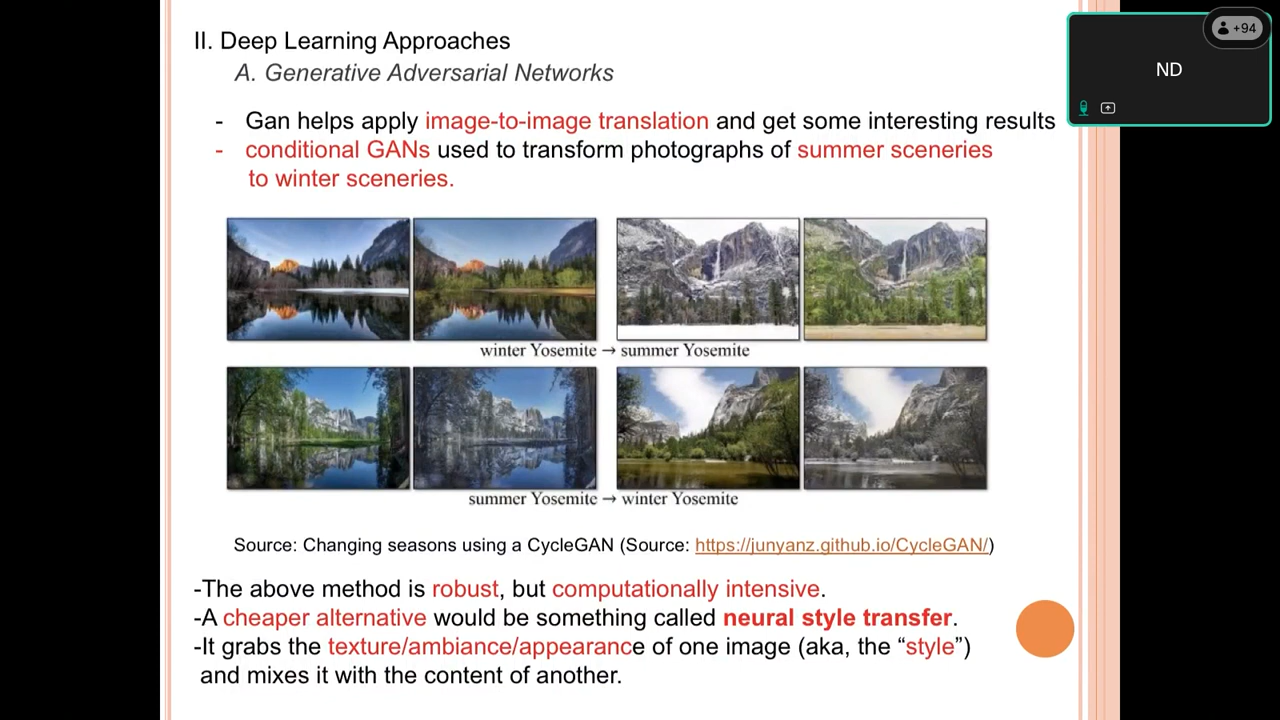 II. Deep Learning Approaches
A. Generative Adversarial Networks
- Gan helps apply image-to-image translation and get some interesting results
- conditional GANs used to transform photographs of summer sceneries
to winter sceneries.
winter Yosemite → summer Yosemite
summer Yosemite → winter Yosemite
Source: Changing seasons using a CycleGAN (Source: https://junyanz.github.io/CycleGAN/)
-The above method is robust, but computationally intensive.
-A cheaper alternative would be something called neural style transfer.
-It grabs the texture/ambiance/appearance of one image (aka, the “style”)
and mixes it with the content of another.
+94
ND